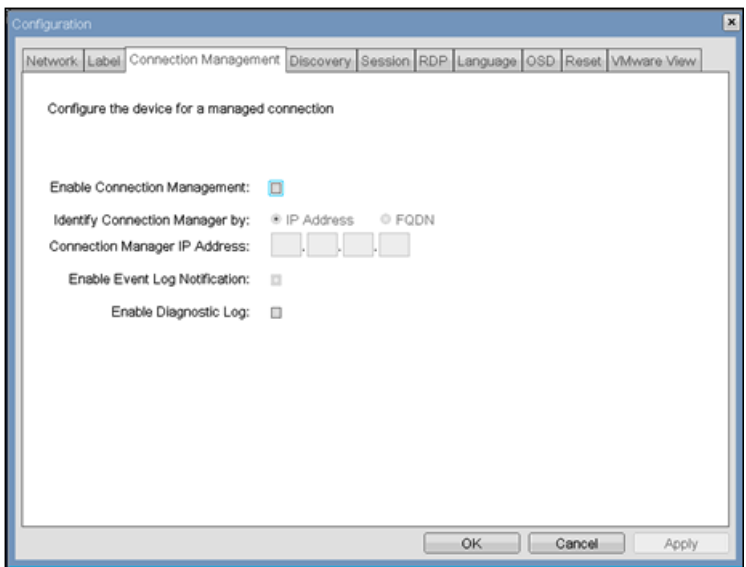 Configuration
Network Label Connection Management Discovery Session RDP Language OSD Reset VMware View
Configure the device for a managed connection
Enable Connection Management:
Identify Connection Manager by: IP Address FQDN
Connection Manager IP Address: . . .
Enable Event Log Notification:
Enable Diagnostic Log:
OK Cancel Apply